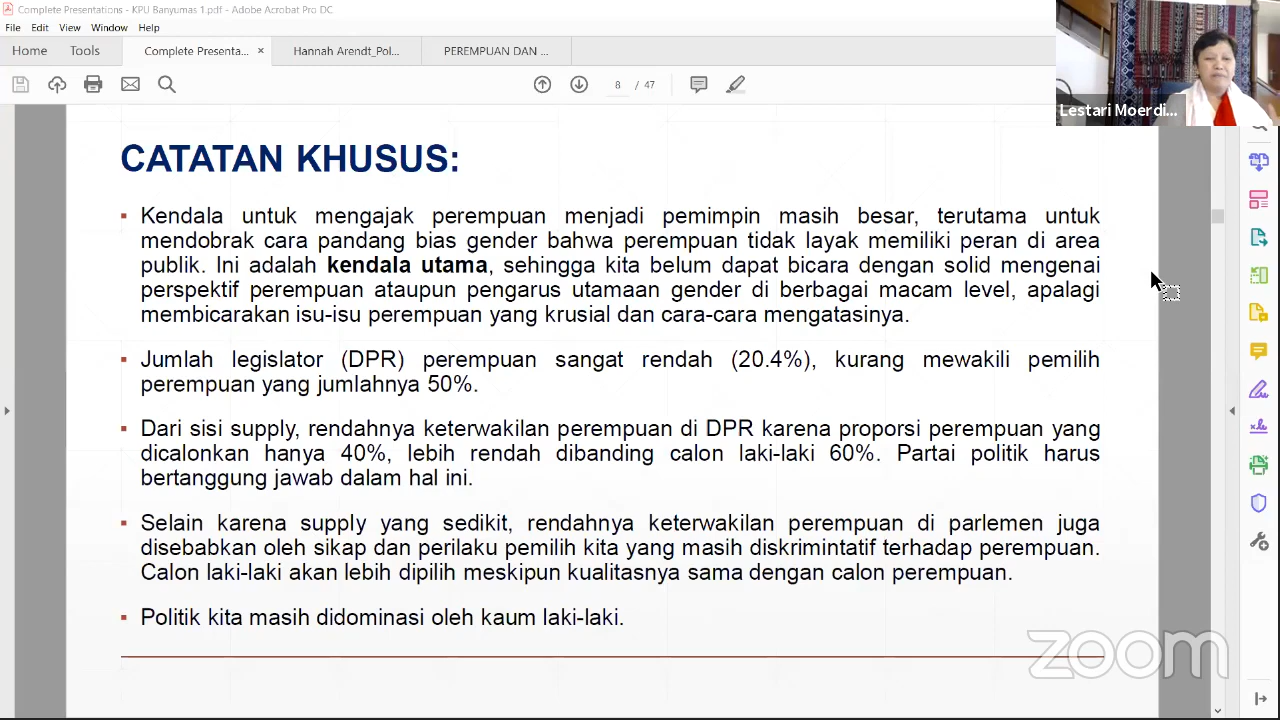 Complete Presentations - KPU Banyumas 1.pdf - Adobe Acrobat Pro DC
File Edit View Window Help
Home Tools Complete Presenta... × Hannah Arendt_Pol... PEREMPUAN DAN ...
8 / 47
Lestari Moerdi...
CATATAN KHUSUS:
▪ Kendala untuk mengajak perempuan menjadi pemimpin masih besar, terutama untuk
mendobrak cara pandang bias gender bahwa perempuan tidak layak memiliki peran di area
publik. Ini adalah kendala utama, sehingga kita belum dapat bicara dengan solid mengenai
perspektif perempuan ataupun pengarus utamaan gender di berbagai macam level, apalagi
membicarakan isu-isu perempuan yang krusial dan cara-cara mengatasinya.
▪ Jumlah legislator (DPR) perempuan sangat rendah (20.4%), kurang mewakili pemilih
perempuan yang jumlahnya 50%.
▪ Dari sisi supply, rendahnya keterwakilan perempuan di DPR karena proporsi perempuan yang
dicalonkan hanya 40%, lebih rendah dibanding calon laki-laki 60%. Partai politik harus
bertanggung jawab dalam hal ini.
▪ Selain karena supply yang sedikit, rendahnya keterwakilan perempuan di parlemen juga
disebabkan oleh sikap dan perilaku pemilih kita yang masih diskrimintatif terhadap perempuan.
Calon laki-laki akan lebih dipilih meskipun kualitasnya sama dengan calon perempuan.
▪ Politik kita masih didominasi oleh kaum laki-laki.
zoom